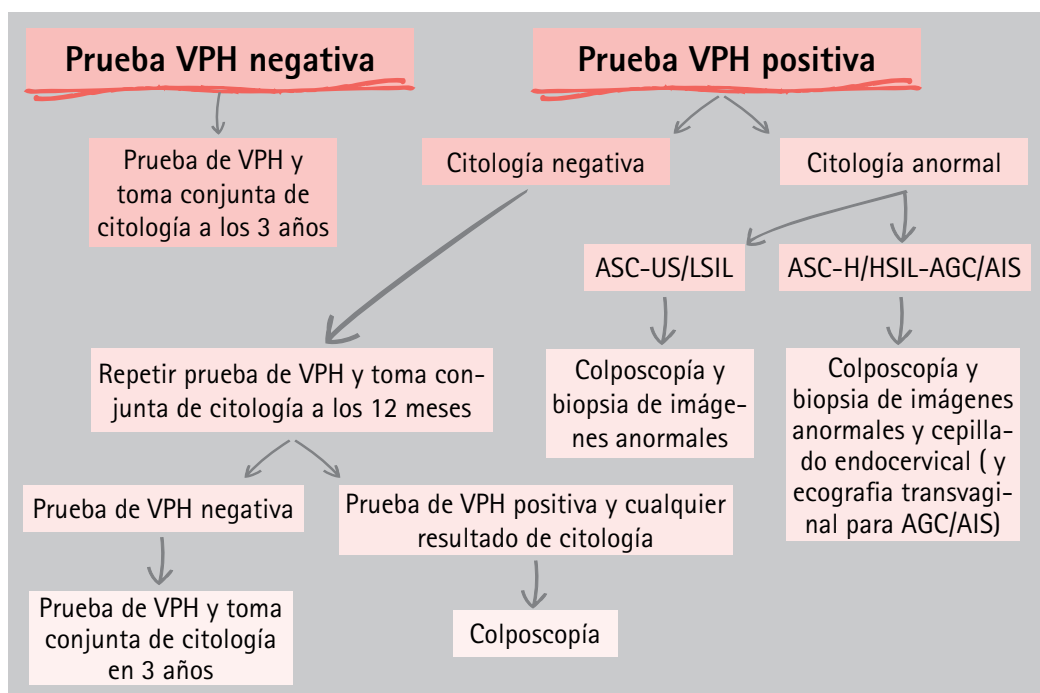 Prueba VPH negativa
Prueba VPH positiva
Prueba de VPH y
toma conjunta de
citología a los 3 años
Citología negativa
Citología anormal
ASC-US/LSIL
ASC-H/HSIL-AGC/AIS
Repetir prueba de VPH y toma con-
junta de citología a los 12 meses
Colposcopía y
biopsia de imáge-
nes anormales
Colposcopía y
biopsia de imágenes
anormales y cepilla-
do endocervical ( y
ecografia transvagi-
nal para AGC/AIS)
Prueba de VPH negativa
Prueba de VPH positiva y cualquier
resultado de citología
Prueba de VPH y toma
conjunta de citología
en 3 años
Colposcopía